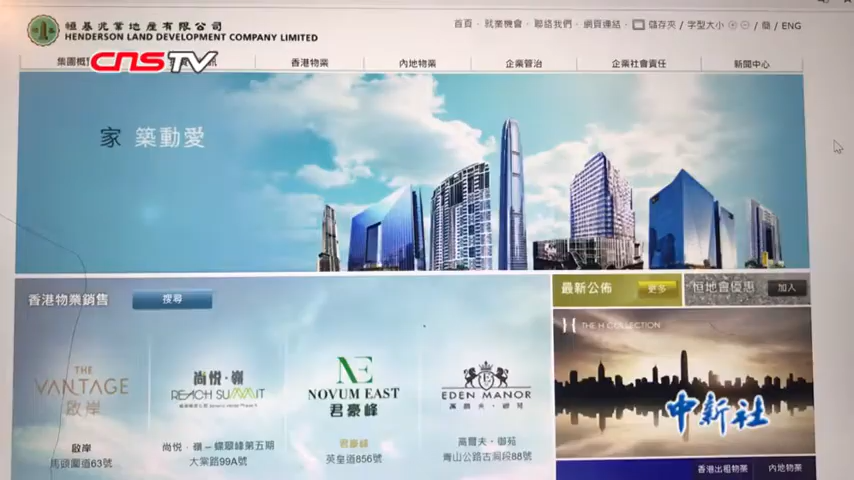 恒基兆業地產有限公司
HENDERSON LAND DEVELOPMENT COMPANY LIMITED
首頁 · 就業機會 · 聯絡我們 · 網頁連結 · 儲存夾 / 字型大小 / 簡 / ENG
CNSTV
集團概 訊 香港物業 內地物業 企業管治 企業社會責任 新聞中心
家 築動愛
香港物業銷售 搜尋
最新公佈 更多
恒地會優惠 加入
THE H COLLECTION
THE
VANTAGE
啟岸
啟岸
馬頭圍道63號
尚悅·嶺
REACH SUMMIT
尚悅·嶺 – 蝶翠峰第五期
大棠路99A號
NE
NOVUM EAST
君豪峰
君豪峰
英皇道856號
EDEN MANOR
高爾夫·御苑
高爾夫·御苑
青山公路古洞段88號
中新社
香港出租物業 內地物業